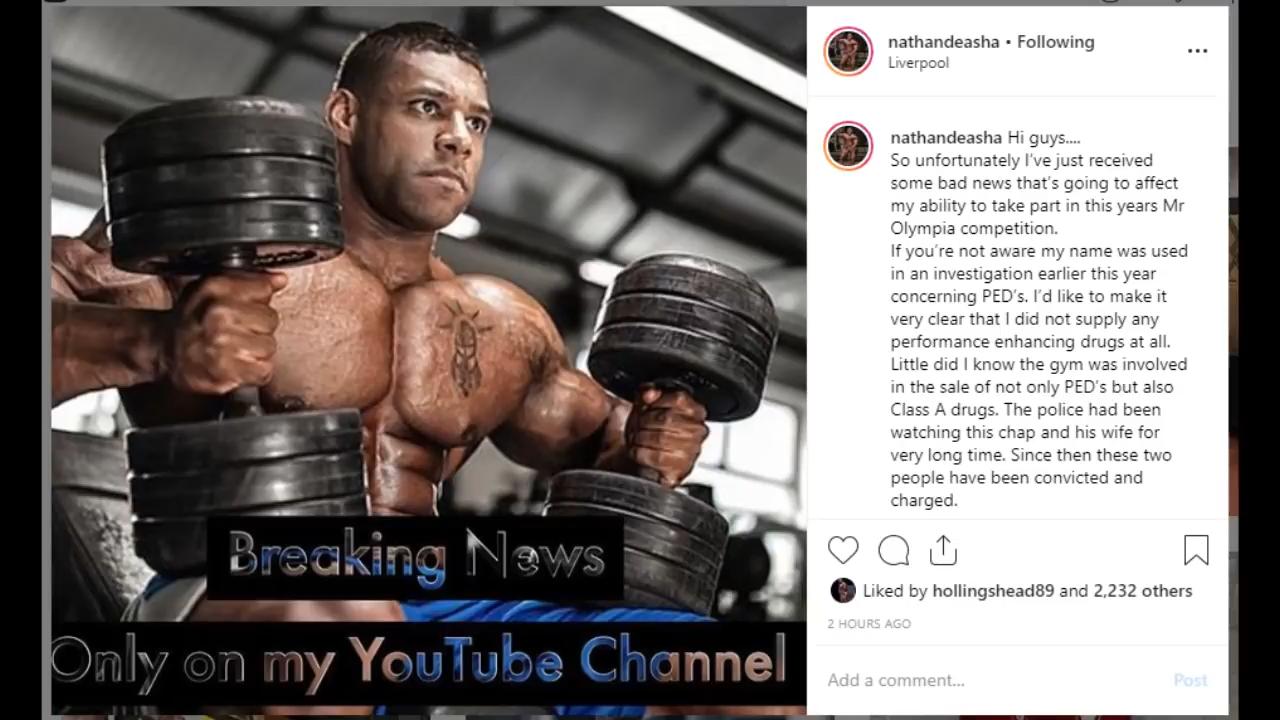 nathandeasha • Following
Liverpool
nathandeasha Hi guys....
So unfortunately I've just received
some bad news that's going to affect
my ability to take part in this years Mr
Olympia competition.
If you're not aware my name was used
in an investigation earlier this year
concerning PED's. I'd like to make it
very clear that I did not supply any
performance enhancing drugs at all.
Little did I know the gym was involved
in the sale of not only PED's but also
Class A drugs. The police had been
watching this chap and his wife for
very long time. Since then these two
people have been convicted and
charged.
Liked by hollingshead89 and 2,232 others
2 HOURS AGO
Add a comment... Post
Breaking News
Only on my YouTube Channel